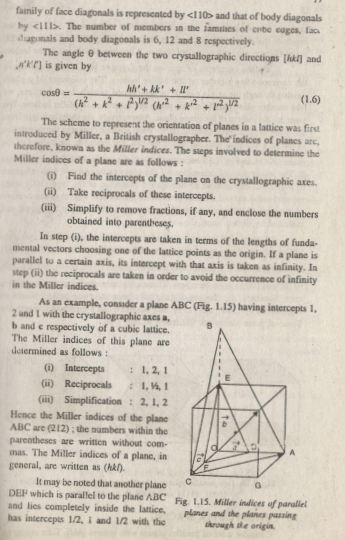 family of face diagonals is represented by <110> and that of body diagonals
by <111>. The number of members in the families of cube edges, face
diagonals and body diagonals is 6, 12 and 8 respectively.
The angle θ between the two crystallographic directions [hkl] and
[h'k'l'] is given by
cosθ = (hh' + kk' + ll') / ((h² + k² + l²)^1/2 (h'² + k'² + l'²)^1/2) (1.6)
The scheme to represent the orientation of planes in a lattice was first
introduced by Miller, a British crystallographer. The indices of planes are,
therefore, known as the Miller indices. The steps involved to determine the
Miller indices of a plane are as follows :
(i) Find the intercepts of the plane on the crystallographic axes.
(ii) Take reciprocals of these intercepts.
(iii) Simplify to remove fractions, if any, and enclose the numbers
obtained into parentheses.
In step (i), the intercepts are taken in terms of the lengths of funda-
mental vectors choosing one of the lattice points as the origin. If a plane is
parallel to a certain axis, its intercept with that axis is taken as infinity. In
step (ii) the reciprocals are taken in order to avoid the occurrence of infinity
in the Miller indices.
As an example, consider a plane ABC (Fig. 1.15) having intercepts 1,
2 and 1 with the crystallographic axes a,
b and c respectively of a cubic lattice.
The Miller indices of this plane are
determined as follows :
(i) Intercepts : 1, 2, 1
(ii) Reciprocals : 1, ½, 1
(iii) Simplification : 2, 1, 2
Hence the Miller indices of the plane
ABC are (212) ; the numbers within the
parentheses are written without com-
mas. The Miller indices of a plane, in
general, are written as (hkl).
It may be noted that another plane
DEF which is parallel to the plane ABC
and lies completely inside the lattice,
has intercepts 1/2, 1 and 1/2 with the
B
E
b
O
a
D
c
F
A
C
G
Fig. 1.15. Miller indices of parallel
planes and the planes passing
through the origin.